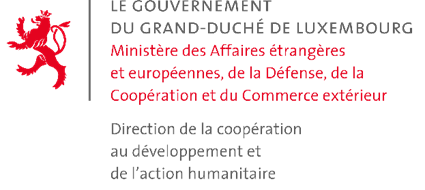 LE GOUVERNEMENT
DU GRAND-DUCHÉ DE LUXEMBOURG
Ministère des Affaires étrangères
et européennes, de la Défense, de la
Coopération et du Commerce extérieur
Direction de la coopération
au développement et
de l'action humanitaire